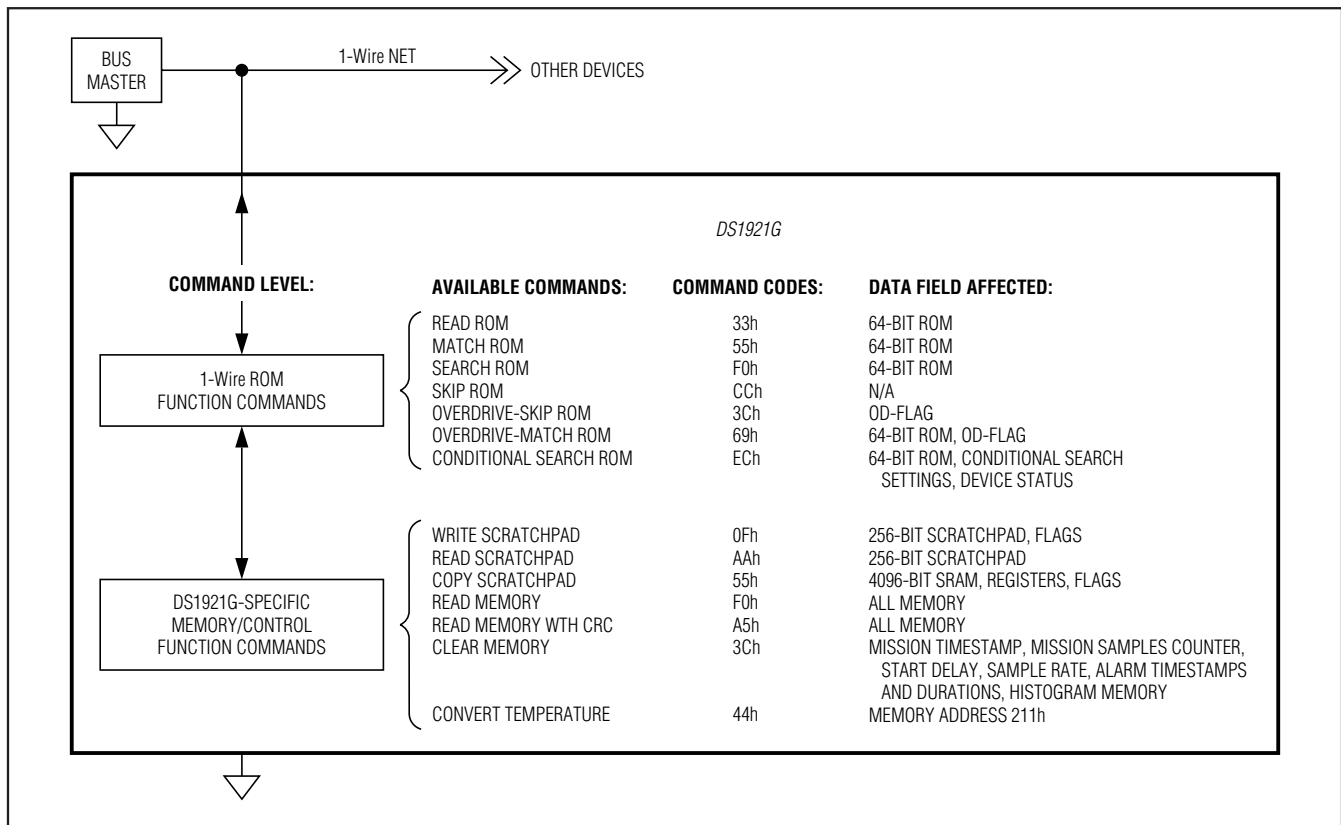 BUS
MASTER
1-Wire NET
OTHER DEVICES
DS1921G
COMMAND LEVEL: AVAILABLE COMMANDS: COMMAND CODES: DATA FIELD AFFECTED:
1-Wire ROM
FUNCTION COMMANDS
READ ROM 33h 64-BIT ROM
MATCH ROM 55h 64-BIT ROM
SEARCH ROM F0h 64-BIT ROM
SKIP ROM CCh N/A
OVERDRIVE-SKIP ROM 3Ch OD-FLAG
OVERDRIVE-MATCH ROM 69h 64-BIT ROM, OD-FLAG
CONDITIONAL SEARCH ROM ECh 64-BIT ROM, CONDITIONAL SEARCH
SETTINGS, DEVICE STATUS
DS1921G-SPECIFIC
MEMORY/CONTROL
FUNCTION COMMANDS
WRITE SCRATCHPAD 0Fh 256-BIT SCRATCHPAD, FLAGS
READ SCRATCHPAD AAh 256-BIT SCRATCHPAD
COPY SCRATCHPAD 55h 4096-BIT SRAM, REGISTERS, FLAGS
READ MEMORY F0h ALL MEMORY
READ MEMORY WTH CRC A5h ALL MEMORY
CLEAR MEMORY 3Ch MISSION TIMESTAMP, MISSION SAMPLES COUNTER,
START DELAY, SAMPLE RATE, ALARM TIMESTAMPS
AND DURATIONS, HISTOGRAM MEMORY
CONVERT TEMPERATURE 44h MEMORY ADDRESS 211h